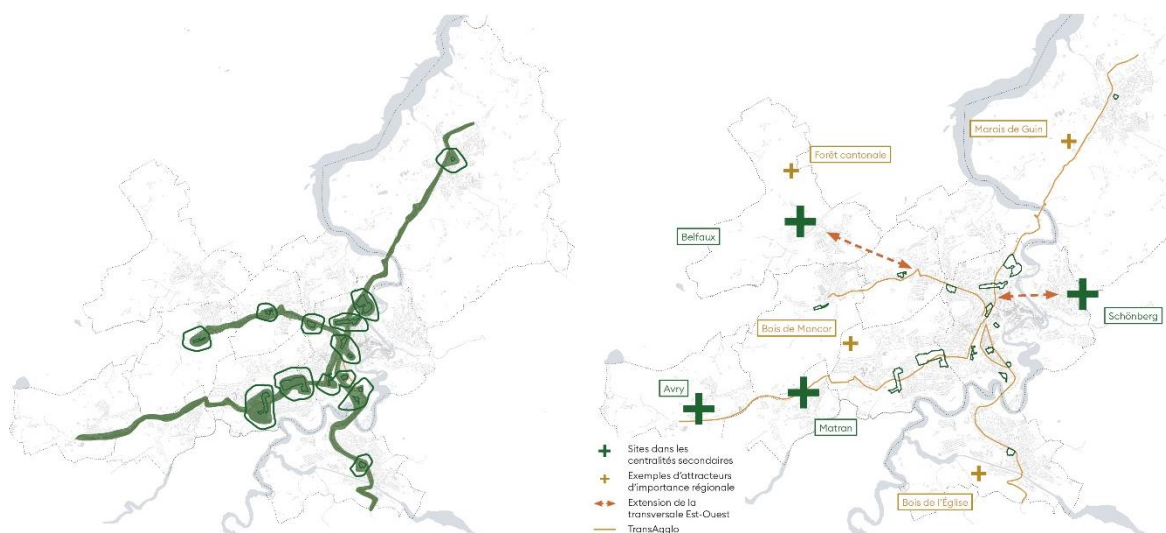 Marais de Guin
Forêt cantonale
Belfaux
Schönberg
Bois de Moncor
Avry
Matran
Bois de l'Église
Sites dans les
centralités secondaires
Exemples d'attracteurs
d'importance régionale
Extension de la
transversale Est-Ouest
TransAgglo